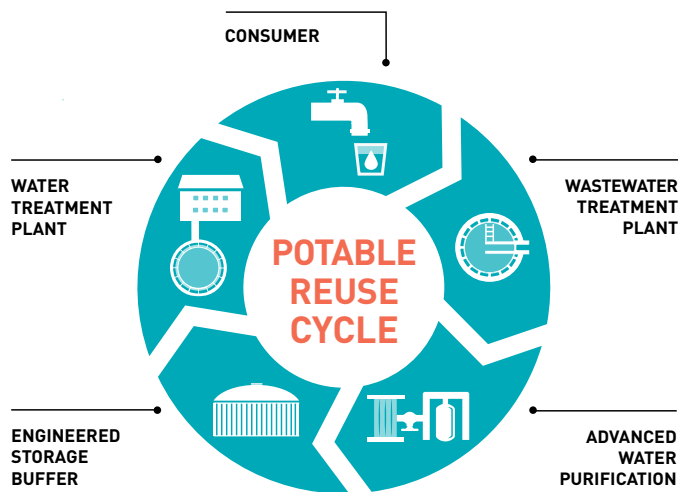 CONSUMER
WATER
TREATMENT
PLANT
WASTEWATER
TREATMENT
PLANT
POTABLE
REUSE
CYCLE
ENGINEERED
STORAGE
BUFFER
ADVANCED
WATER
PURIFICATION